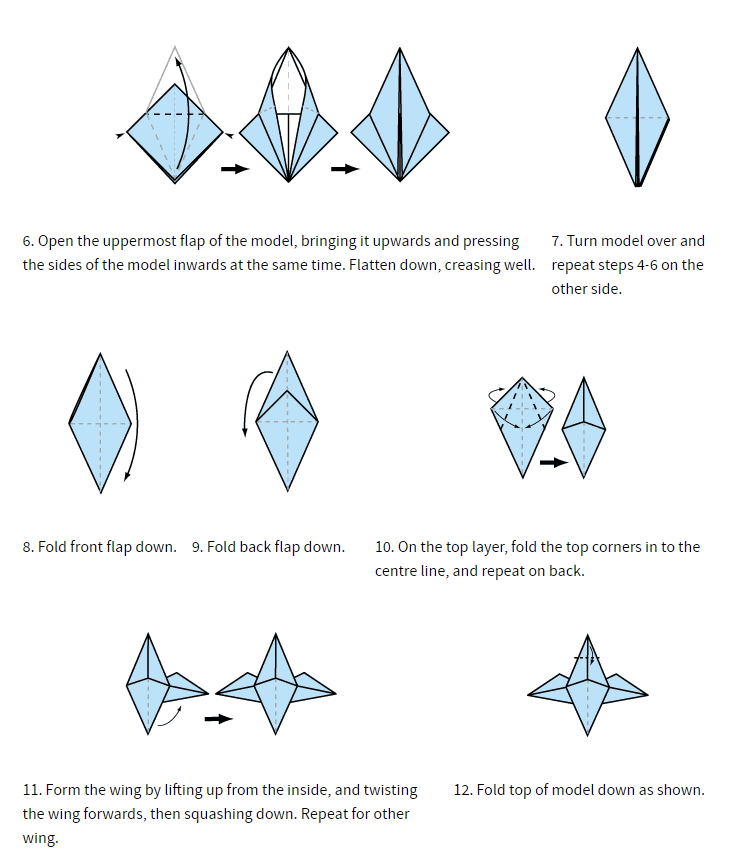 6. Open the uppermost flap of the model, bringing it upwards and pressing
the sides of the model inwards at the same time. Flatten down, creasing well.
7. Turn model over and
repeat steps 4-6 on the
other side.
8. Fold front flap down.
9. Fold back flap down.
10. On the top layer, fold the top corners in to the
centre line, and repeat on back.
11. Form the wing by lifting up from the inside, and twisting
the wing forwards, then squashing down. Repeat for other
wing.
12. Fold top of model down as shown.